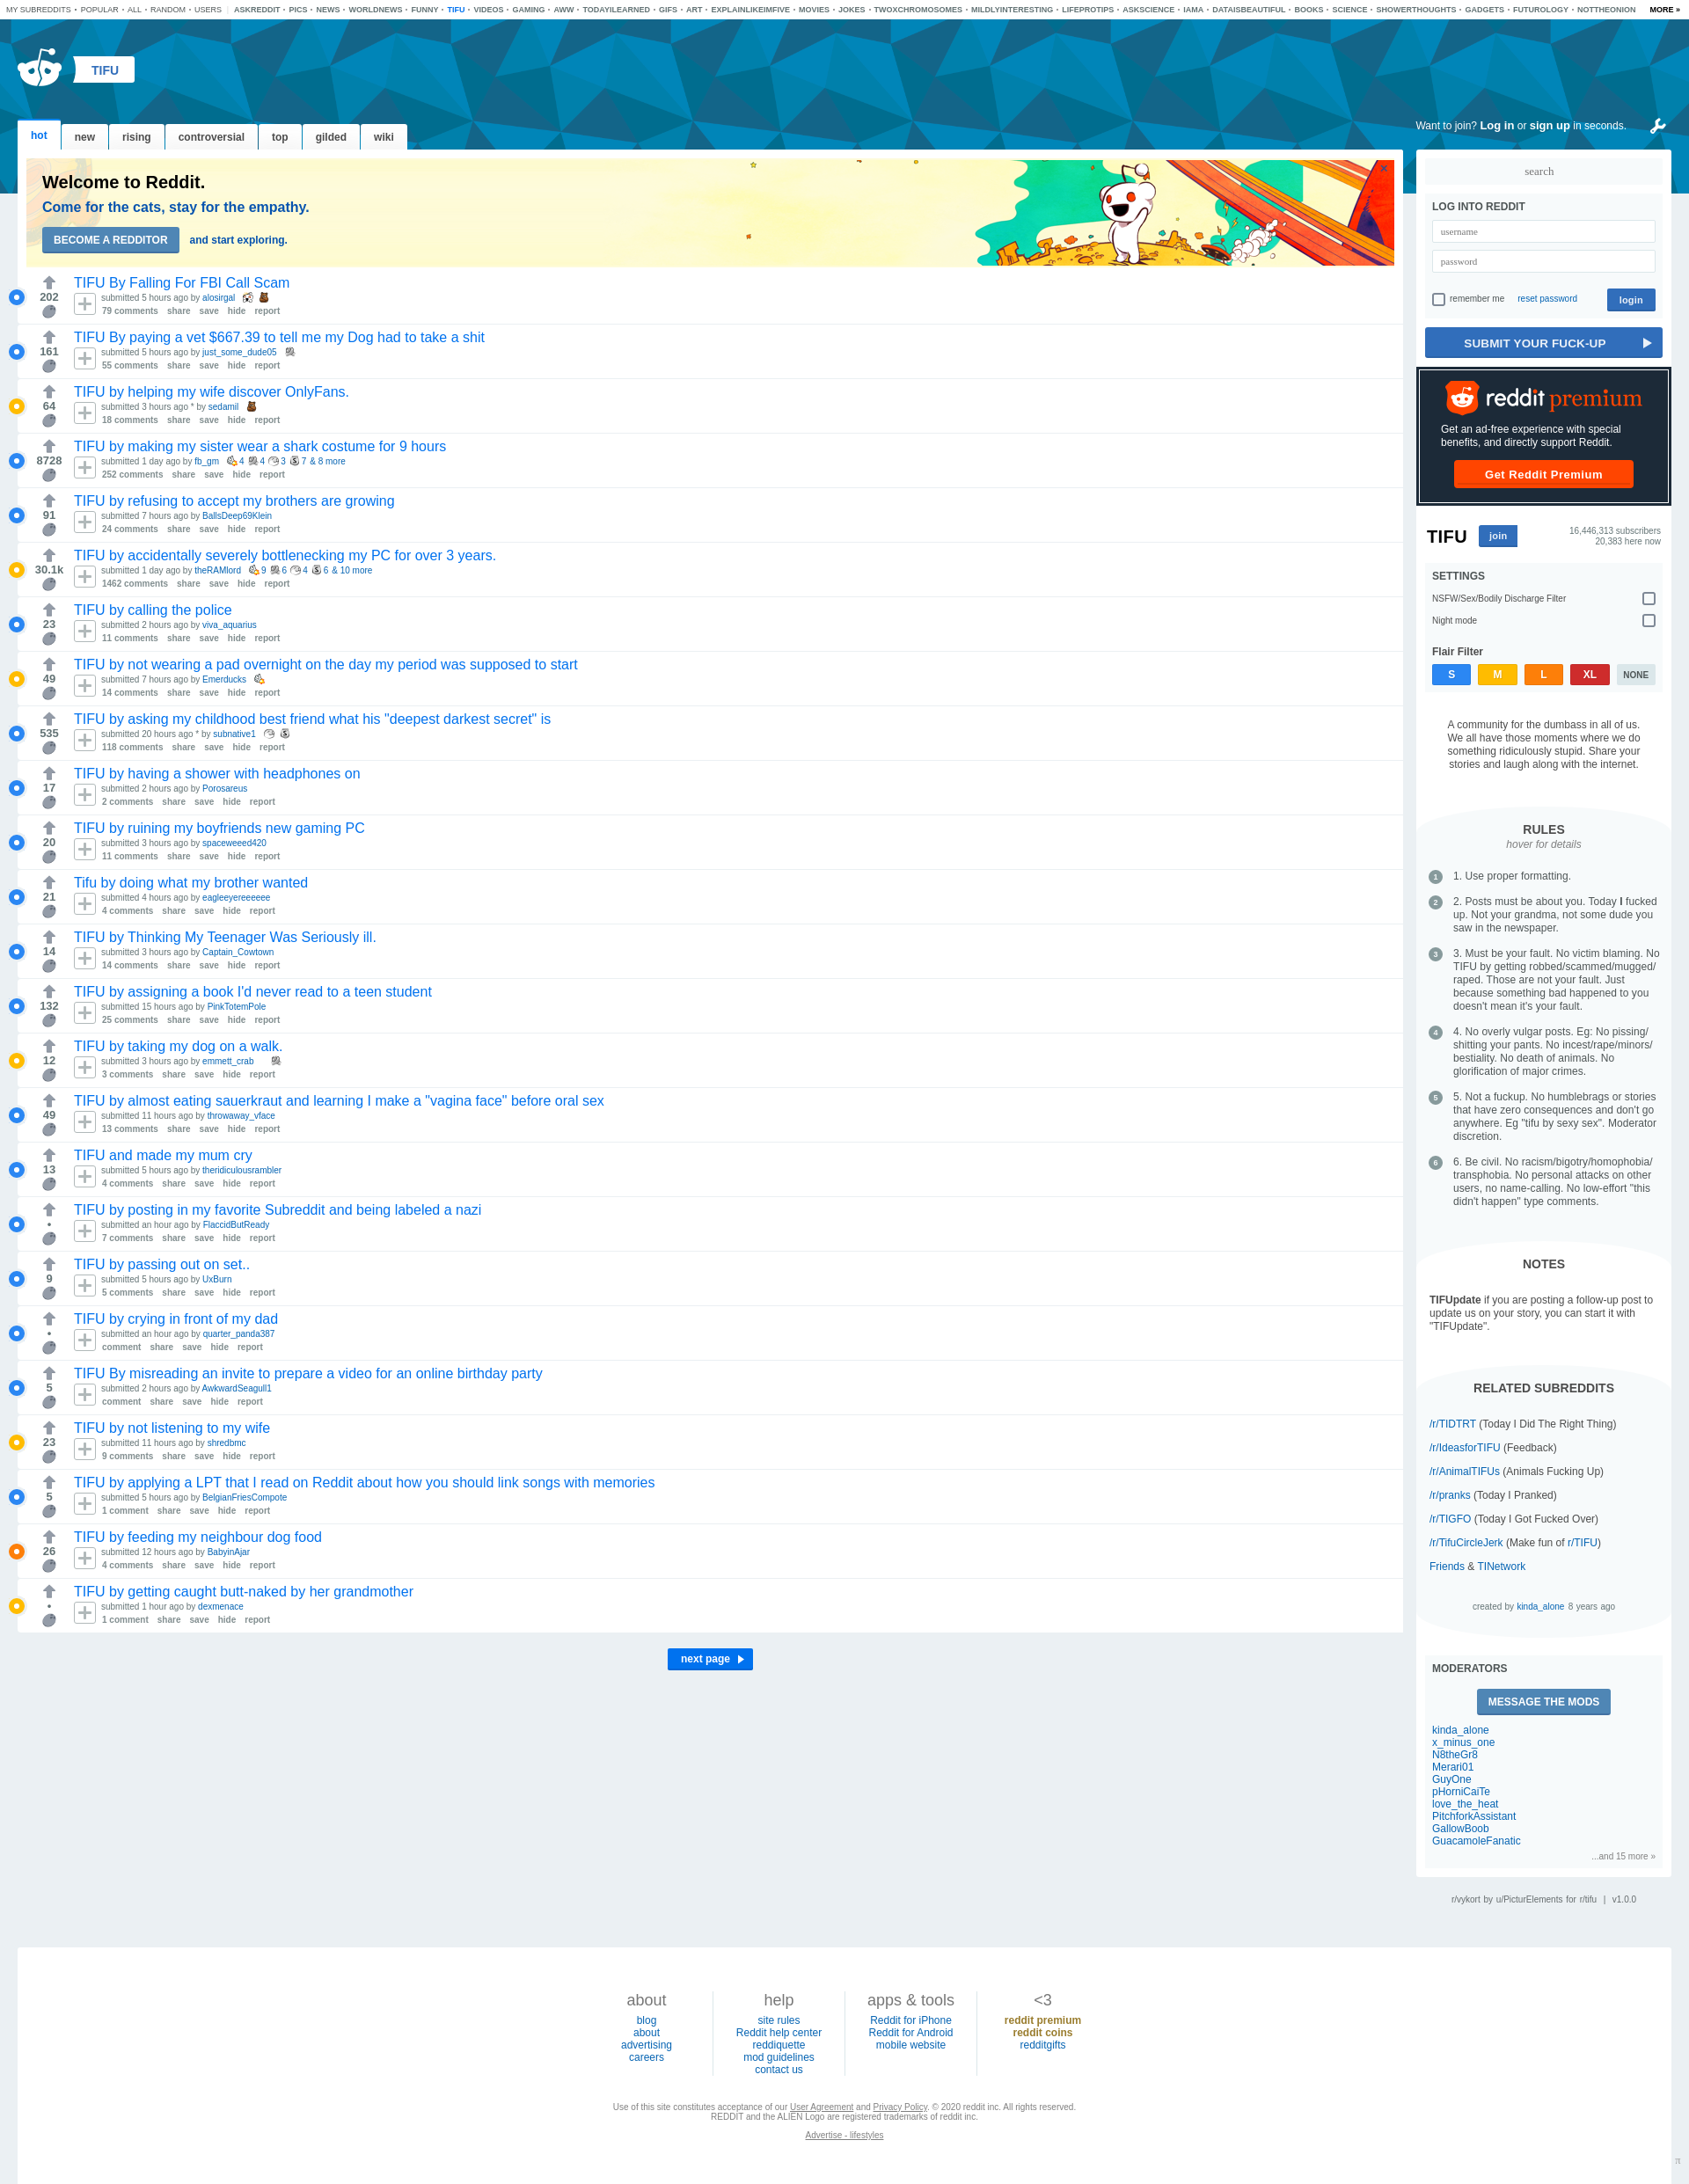 MY SUBREDDITS • POPULAR • ALL • RANDOM • USERS | ASKREDDIT • PICS • NEWS • WORLDNEWS • FUNNY • TIFU • VIDEOS • GAMING • AWW • TODAYILEARNED • GIFS • ART • EXPLAINLIKEIMFIVE • MOVIES • JOKES • TWOXCHROMOSOMES • MILDLYINTERESTING • LIFEPROTIPS • ASKSCIENCE • IAMA • DATAISBEAUTIFUL • BOOKS • SCIENCE • SHOWERTHOUGHTS • GADGETS • FUTUROLOGY • NOTTHEONION MORE »
TIFU
hot new rising controversial top gilded wiki
Want to join? Log in or sign up in seconds.
Welcome to Reddit.
Come for the cats, stay for the empathy.
BECOME A REDDITOR and start exploring.
TIFU By Falling For FBI Call Scam
202
submitted 5 hours ago by alosirgal
79 comments share save hide report
TIFU By paying a vet $667.39 to tell me my Dog had to take a shit
161
submitted 5 hours ago by just_some_dude05
55 comments share save hide report
TIFU by helping my wife discover OnlyFans.
64
submitted 3 hours ago * by sedamil
18 comments share save hide report
TIFU by making my sister wear a shark costume for 9 hours
8728
submitted 1 day ago by fb_gm 4 4 3 7 & 8 more
252 comments share save hide report
TIFU by refusing to accept my brothers are growing
91
submitted 7 hours ago by BallsDeep69Klein
24 comments share save hide report
TIFU by accidentally severely bottlenecking my PC for over 3 years.
30.1k
submitted 1 day ago by theRAMlord 9 6 4 6 & 10 more
1462 comments share save hide report
TIFU by calling the police
23
submitted 2 hours ago by viva_aquarius
11 comments share save hide report
TIFU by not wearing a pad overnight on the day my period was supposed to start
49
submitted 7 hours ago by Emerducks
14 comments share save hide report
TIFU by asking my childhood best friend what his "deepest darkest secret" is
535
submitted 20 hours ago * by subnative1
118 comments share save hide report
TIFU by having a shower with headphones on
17
submitted 2 hours ago by Porosareus
2 comments share save hide report
TIFU by ruining my boyfriends new gaming PC
20
submitted 3 hours ago by spaceweeed420
11 comments share save hide report
Tifu by doing what my brother wanted
21
submitted 4 hours ago by eagleeyereeeeee
4 comments share save hide report
TIFU by Thinking My Teenager Was Seriously ill.
14
submitted 3 hours ago by Captain_Cowtown
14 comments share save hide report
TIFU by assigning a book I'd never read to a teen student
132
submitted 15 hours ago by PinkTotemPole
25 comments share save hide report
TIFU by taking my dog on a walk.
12
submitted 3 hours ago by emmett_crab
3 comments share save hide report
TIFU by almost eating sauerkraut and learning I make a "vagina face" before oral sex
49
submitted 11 hours ago by throwaway_vface
13 comments share save hide report
TIFU and made my mum cry
13
submitted 5 hours ago by theridiculousrambler
4 comments share save hide report
TIFU by posting in my favorite Subreddit and being labeled a nazi
•
submitted an hour ago by FlaccidButReady
7 comments share save hide report
TIFU by passing out on set..
9
submitted 5 hours ago by UxBurn
5 comments share save hide report
TIFU by crying in front of my dad
•
submitted an hour ago by quarter_panda387
comment share save hide report
TIFU By misreading an invite to prepare a video for an online birthday party
5
submitted 2 hours ago by AwkwardSeagull1
comment share save hide report
TIFU by not listening to my wife
23
submitted 11 hours ago by shredbmc
9 comments share save hide report
TIFU by applying a LPT that I read on Reddit about how you should link songs with memories
5
submitted 5 hours ago by BelgianFriesCompote
1 comment share save hide report
TIFU by feeding my neighbour dog food
26
submitted 12 hours ago by BabyinAjar
4 comments share save hide report
TIFU by getting caught butt-naked by her grandmother
•
submitted 1 hour ago by dexmenace
1 comment share save hide report
next page
search
LOG INTO REDDIT
username
password
remember me reset password login
SUBMIT YOUR FUCK-UP
reddit premium
Get an ad-free experience with special
benefits, and directly support Reddit.
Get Reddit Premium
TIFU join 16,446,313 subscribers
20,383 here now
SETTINGS
NSFW/Sex/Bodily Discharge Filter
Night mode
Flair Filter
S M L XL NONE
A community for the dumbass in all of us.
We all have those moments where we do
something ridiculously stupid. Share your
stories and laugh along with the internet.
RULES
hover for details
1 1. Use proper formatting.
2 2. Posts must be about you. Today I fucked
up. Not your grandma, not some dude you
saw in the newspaper.
3 3. Must be your fault. No victim blaming. No
TIFU by getting robbed/scammed/mugged/
raped. Those are not your fault. Just
because something bad happened to you
doesn't mean it's your fault.
4 4. No overly vulgar posts. Eg: No pissing/
shitting your pants. No incest/rape/minors/
bestiality. No death of animals. No
glorification of major crimes.
5 5. Not a fuckup. No humblebrags or stories
that have zero consequences and don't go
anywhere. Eg "tifu by sexy sex". Moderator
discretion.
6 6. Be civil. No racism/bigotry/homophobia/
transphobia. No personal attacks on other
users, no name-calling. No low-effort "this
didn't happen" type comments.
NOTES
TIFUpdate if you are posting a follow-up post to
update us on your story, you can start it with
"TIFUpdate".
RELATED SUBREDDITS
/r/TIDTRT (Today I Did The Right Thing)
/r/IdeasforTIFU (Feedback)
/r/AnimalTIFUs (Animals Fucking Up)
/r/pranks (Today I Pranked)
/r/TIGFO (Today I Got Fucked Over)
/r/TifuCircleJerk (Make fun of r/TIFU)
Friends & TINetwork
created by kinda_alone 8 years ago
MODERATORS
MESSAGE THE MODS
kinda_alone
x_minus_one
N8theGr8
Merari01
GuyOne
pHorniCaiTe
love_the_heat
PitchforkAssistant
GallowBoob
GuacamoleFanatic
...and 15 more »
r/vykort by u/PicturElements for r/tifu | v1.0.0
about
blog
about
advertising
careers
help
site rules
Reddit help center
reddiquette
mod guidelines
contact us
apps & tools
Reddit for iPhone
Reddit for Android
mobile website
<3
reddit premium
reddit coins
redditgifts
Use of this site constitutes acceptance of our User Agreement and Privacy Policy. © 2020 reddit inc. All rights reserved.
REDDIT and the ALIEN Logo are registered trademarks of reddit inc.
Advertise - lifestyles
π